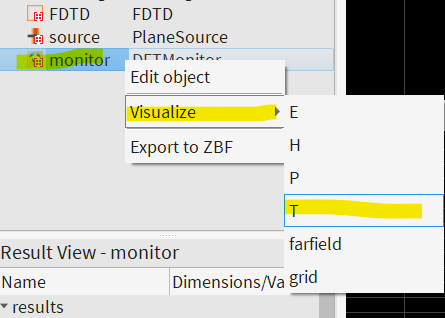 FDTD FDTD
source PlaneSource
monitor DFTMonitor
Edit object
Visualize
Export to ZBF
E
H
P
T
farfield
grid
Result View - monitor
Name Dimensions/Va
results